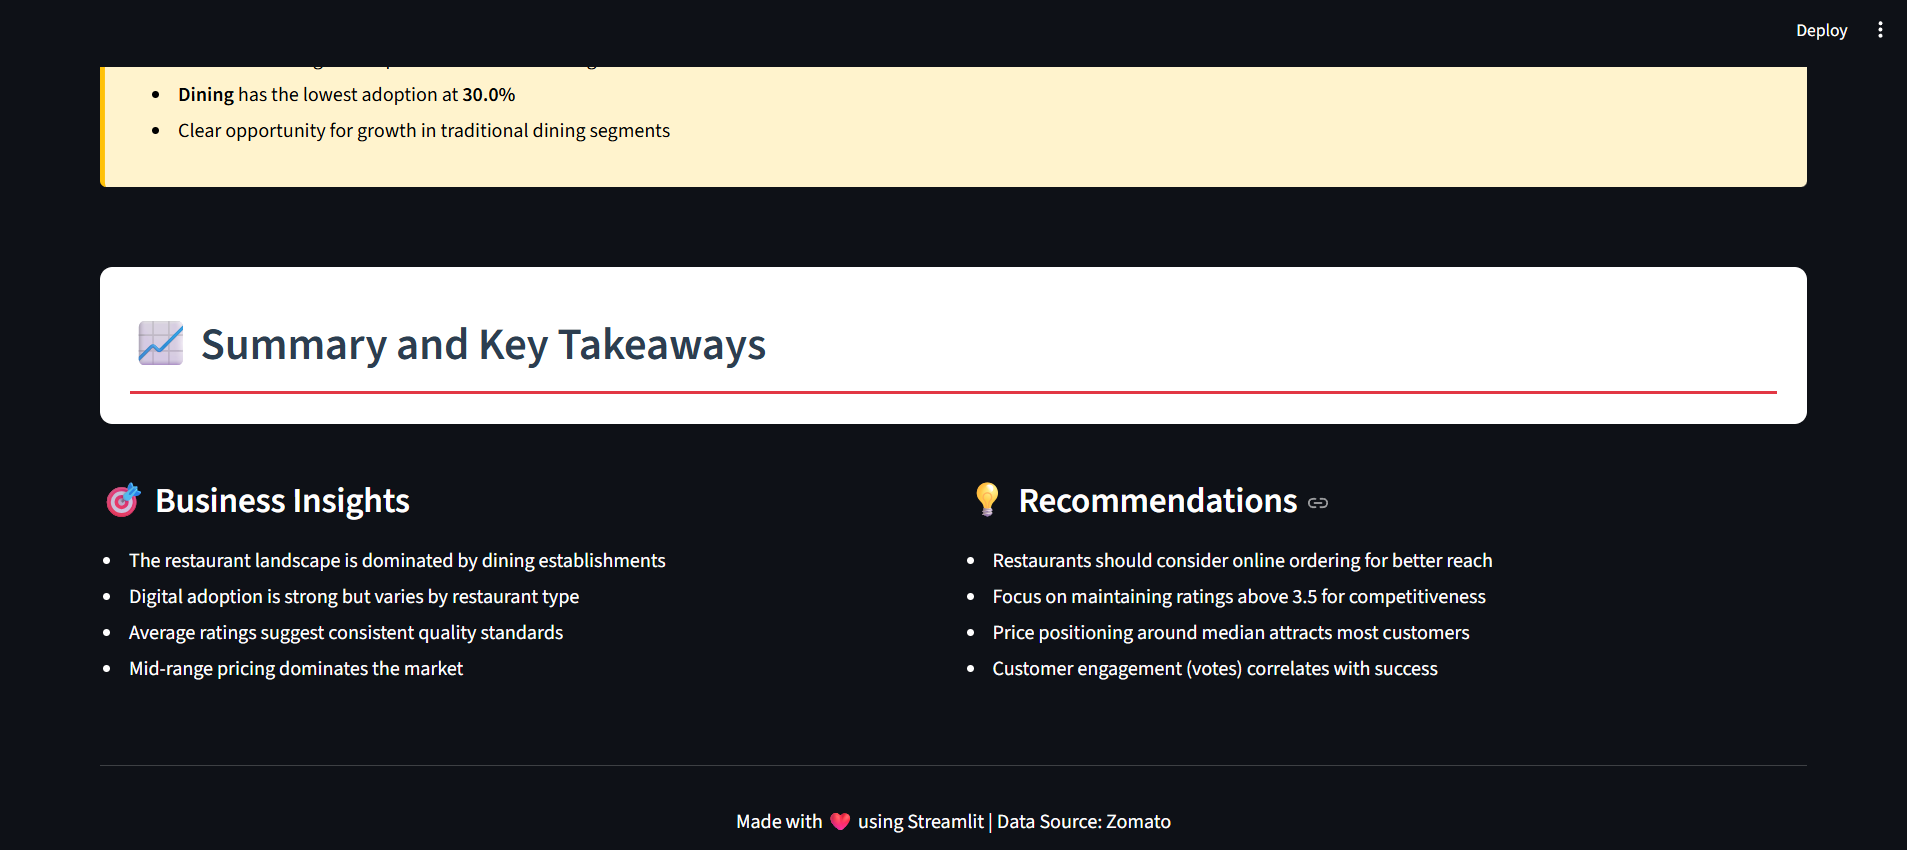 Deploy
Dining has the lowest adoption at 30.0%
Clear opportunity for growth in traditional dining segments
Summary and Key Takeaways
Business Insights
The restaurant landscape is dominated by dining establishments
Digital adoption is strong but varies by restaurant type
Average ratings suggest consistent quality standards
Mid-range pricing dominates the market
Recommendations
Restaurants should consider online ordering for better reach
Focus on maintaining ratings above 3.5 for competitiveness
Price positioning around median attracts most customers
Customer engagement (votes) correlates with success
Made with ❤️ using Streamlit | Data Source: Zomato